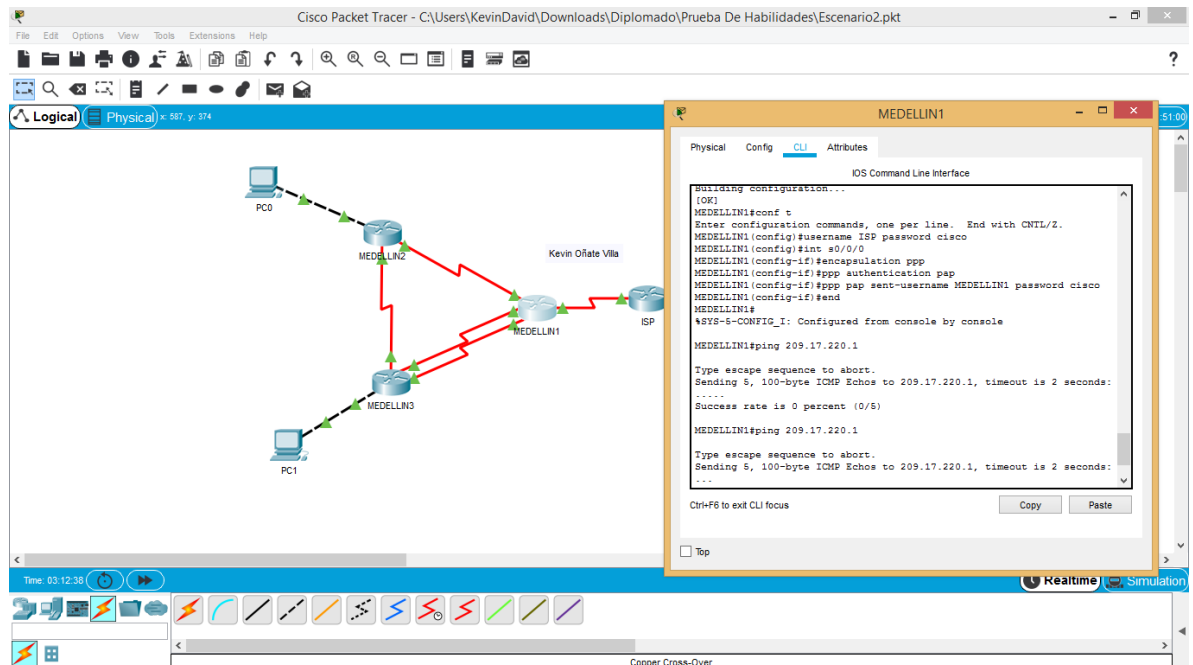 Cisco Packet Tracer - C:\Users\KevinDavid\Downloads\Diplomado\Prueba De Habilidades\Escenario2.pkt
File Edit Options View Tools Extensions Help
?
Logical Physical x: 587, y: 374
:51:00
PC0
MEDELLIN2
Kevin Oñate Villa
MEDELLIN1
ISP
MEDELLIN3
PC1
MEDELLIN1
Physical Config CLI Attributes
IOS Command Line Interface
Building configuration...
[OK]
MEDELLIN1#conf t
Enter configuration commands, one per line. End with CNTL/Z.
MEDELLIN1(config)#username ISP password cisco
MEDELLIN1(config)#int s0/0/0
MEDELLIN1(config-if)#encapsulation ppp
MEDELLIN1(config-if)#ppp authentication pap
MEDELLIN1(config-if)#ppp pap sent-username MEDELLIN1 password cisco
MEDELLIN1(config-if)#end
MEDELLIN1#
%SYS-5-CONFIG_I: Configured from console by console
MEDELLIN1#ping 209.17.220.1
Type escape sequence to abort.
Sending 5, 100-byte ICMP Echos to 209.17.220.1, timeout is 2 seconds:
.....
Success rate is 0 percent (0/5)
MEDELLIN1#ping 209.17.220.1
Type escape sequence to abort.
Sending 5, 100-byte ICMP Echos to 209.17.220.1, timeout is 2 seconds:
...
Ctrl+F6 to exit CLI focus
Copy Paste
Top
Time: 03:12:38
Realtime Simulation
Copper Cross-Over